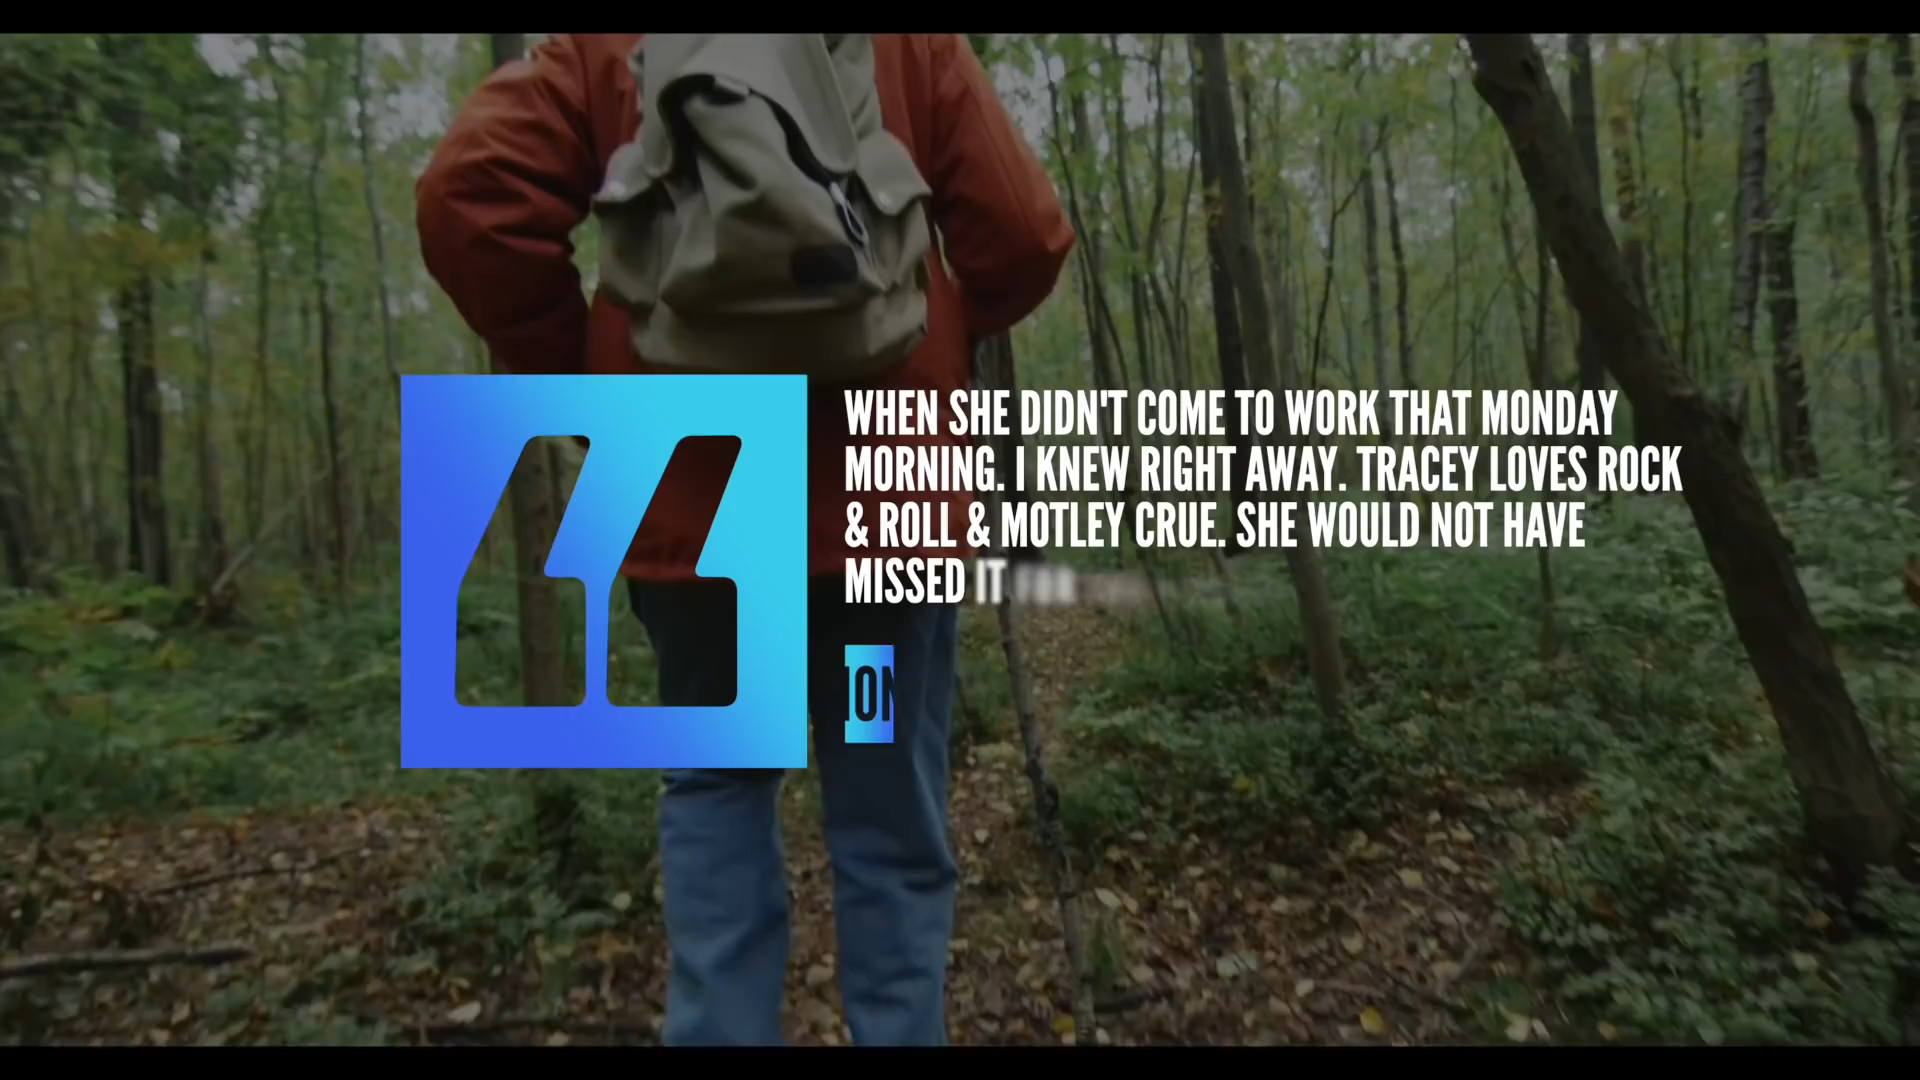 WHEN SHE DIDN'T COME TO WORK THAT MONDAY
MORNING. I KNEW RIGHT AWAY. TRACEY LOVES ROCK
& ROLL & MOTLEY CRUE. SHE WOULD NOT HAVE
MISSED IT